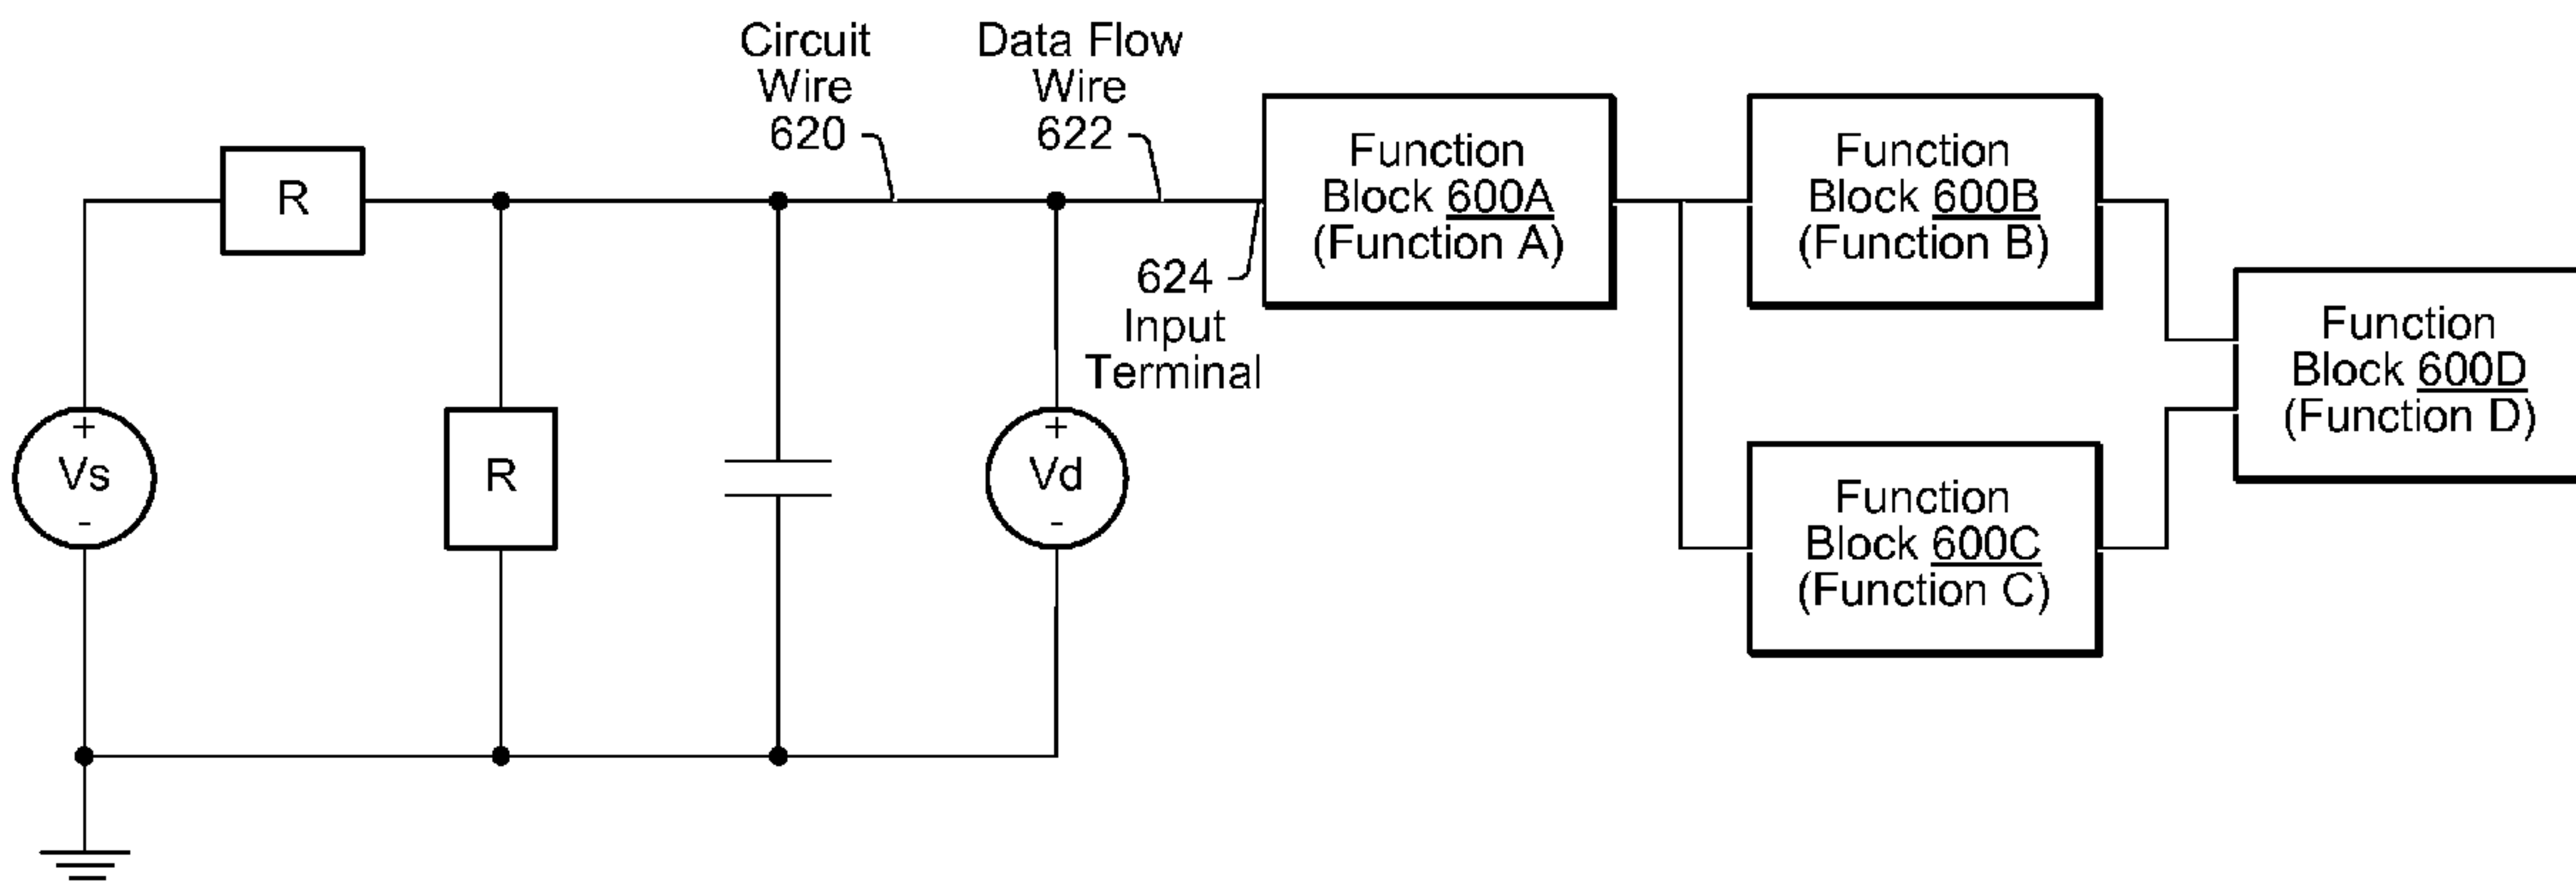 Circuit
Wire
620
Data Flow
Wire
622
R
Function
Block 600A
(Function A)
Function
Block 600B
(Function B)
624
Input
Terminal
Function
Block 600D
(Function D)
+
Vs
-
R
+
Vd
-
Function
Block 600C
(Function C)